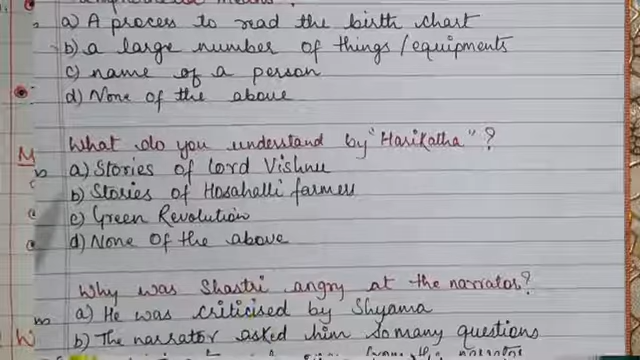 means
a) A process to read the birth chart
b) a large number of things/equipments
c) name of a person
d) None of the above
What do you understand by "Harikatha"?
a) Stories of Lord Vishnu
b) Stories of Hosahalli farmers
c) Green Revolution
d) None of the above
Why was Shastri angry at the narrator?
a) He was criticised by Shyama.
b) The narrator asked him so many questions